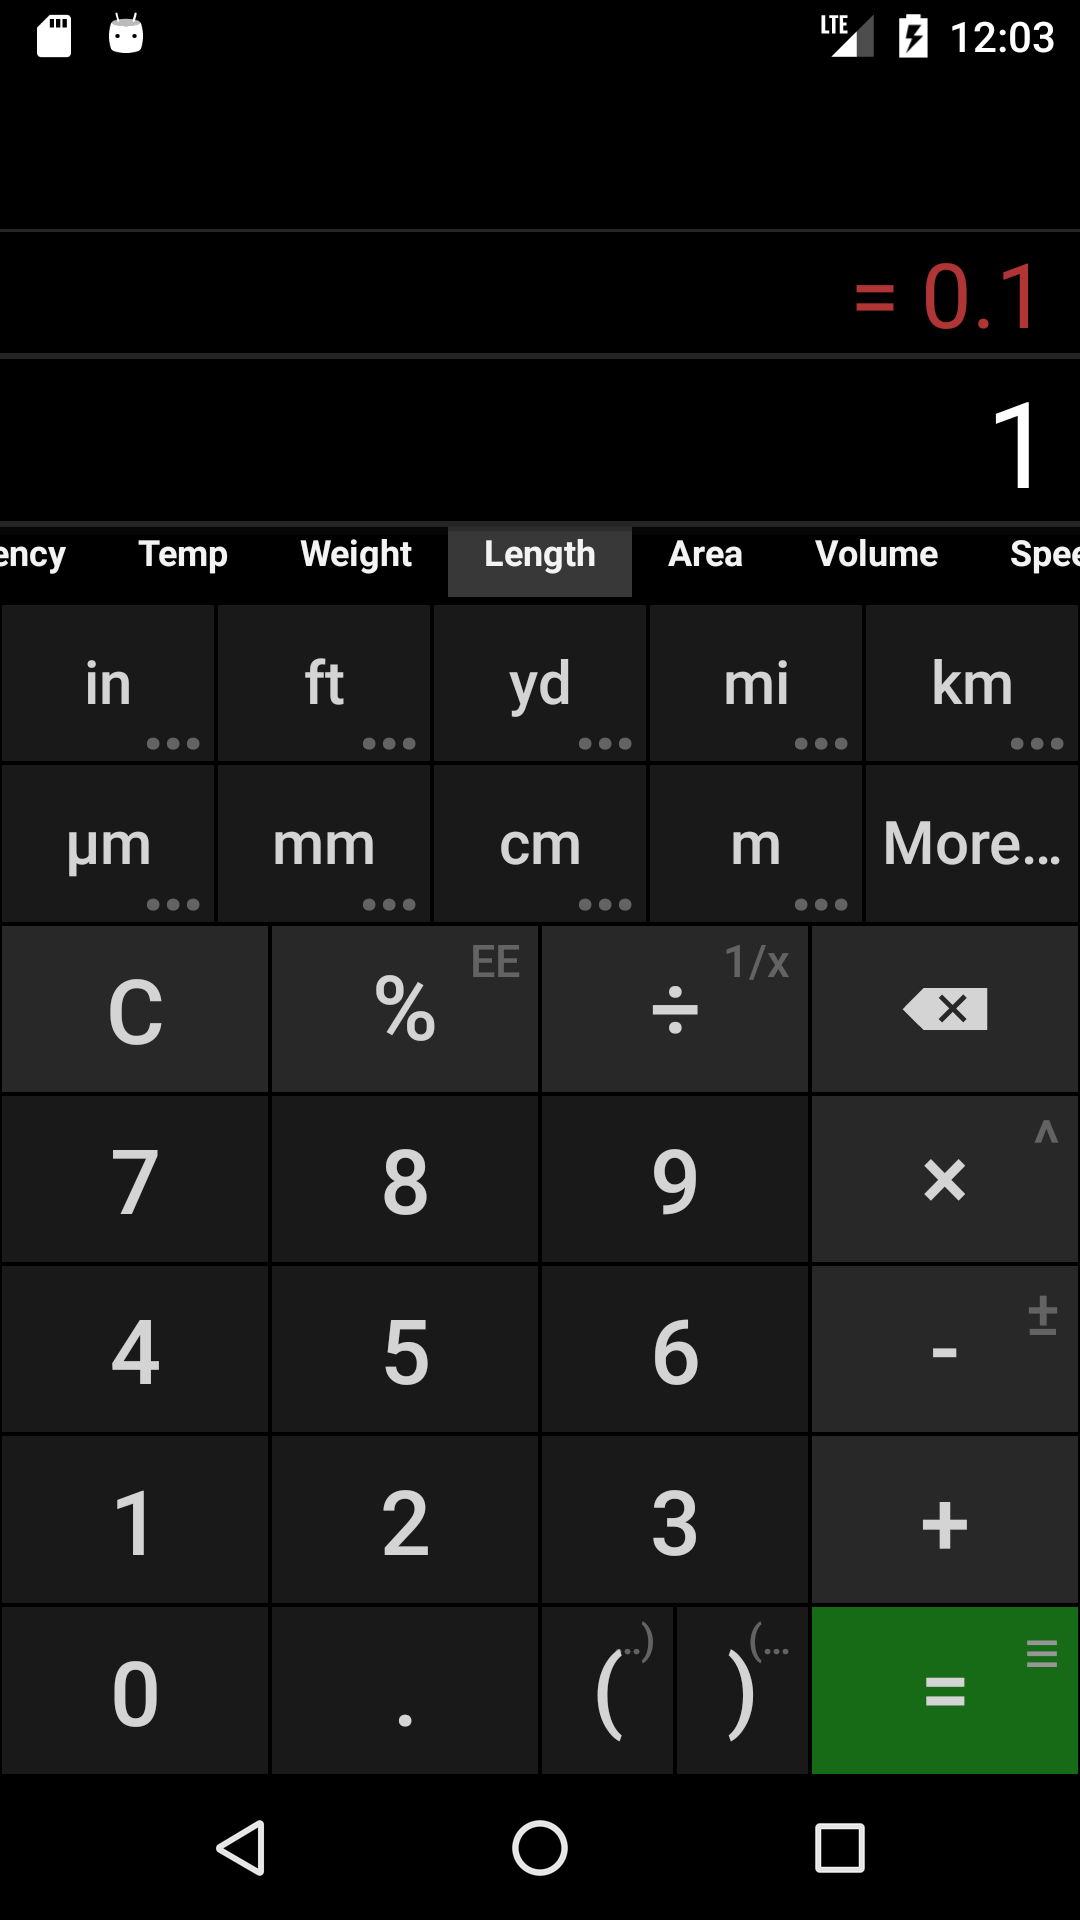 LTE 12:03
= 0.1
1
ency Temp Weight Length Area Volume Spee
in ft yd mi km
µm mm cm m More...
C % EE ÷ 1/x
7 8 9 × ^
4 5 6 - ±
1 2 3 +
0 . ( ..) ) (... =